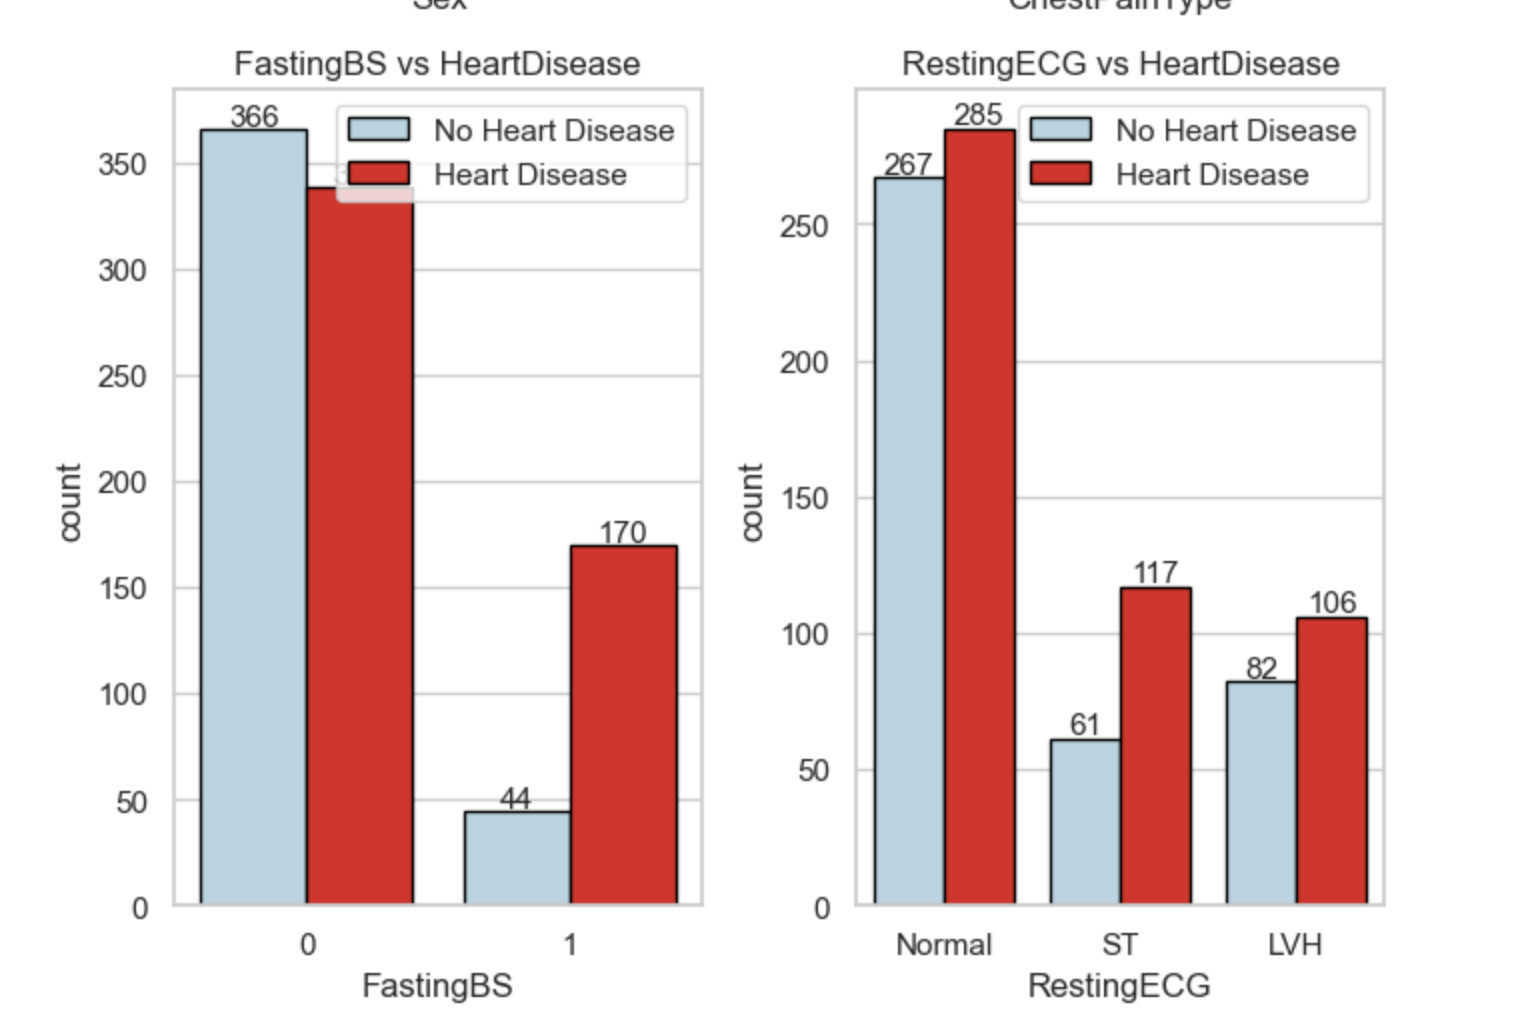 Sex
ChestPainType
FastingBS vs HeartDisease
366
No Heart Disease
Heart Disease
350
300
250
200
150
100
50
0
count
170
44
0 1
FastingBS
RestingECG vs HeartDisease
285
267
No Heart Disease
Heart Disease
250
200
150
100
50
0
count
117
106
82
61
Normal ST LVH
RestingECG